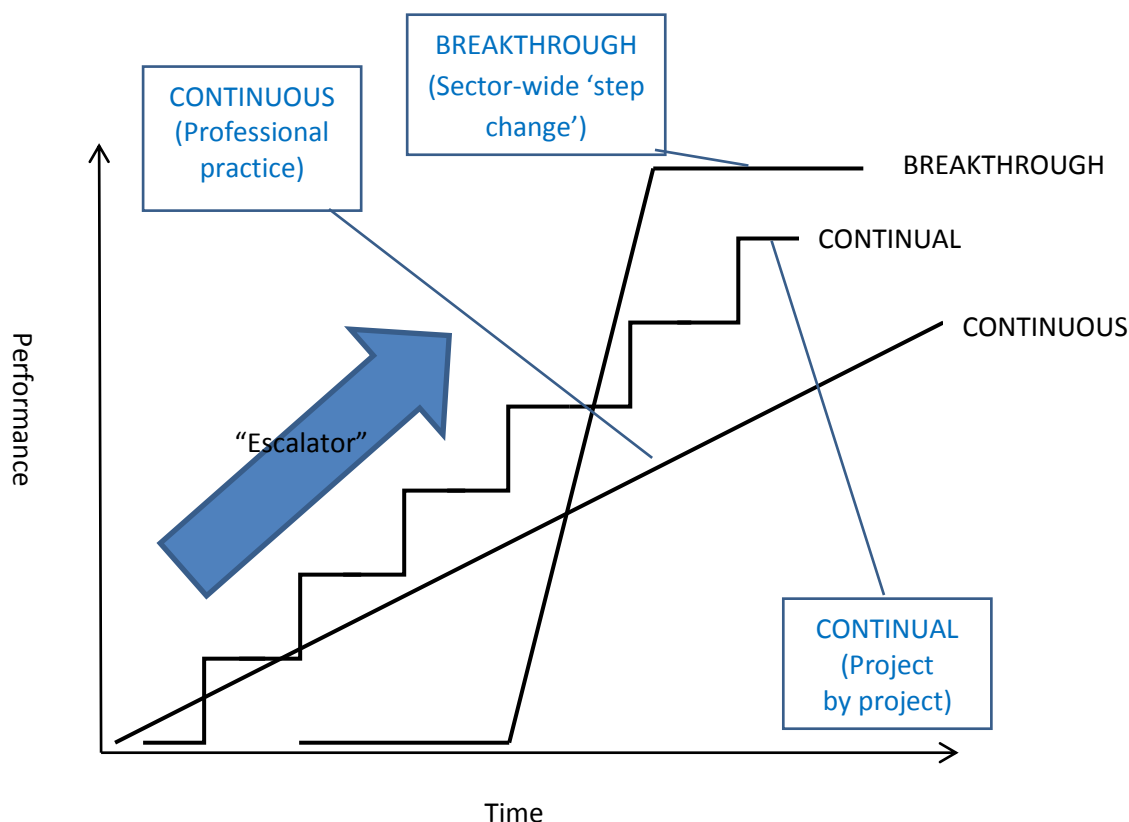 BREAKTHROUGH
(Sector-wide ‘step
change’)
CONTINUOUS
(Professional
practice)
BREAKTHROUGH
CONTINUAL
CONTINUOUS
Performance
“Escalator”
CONTINUAL
(Project
by project)
Time